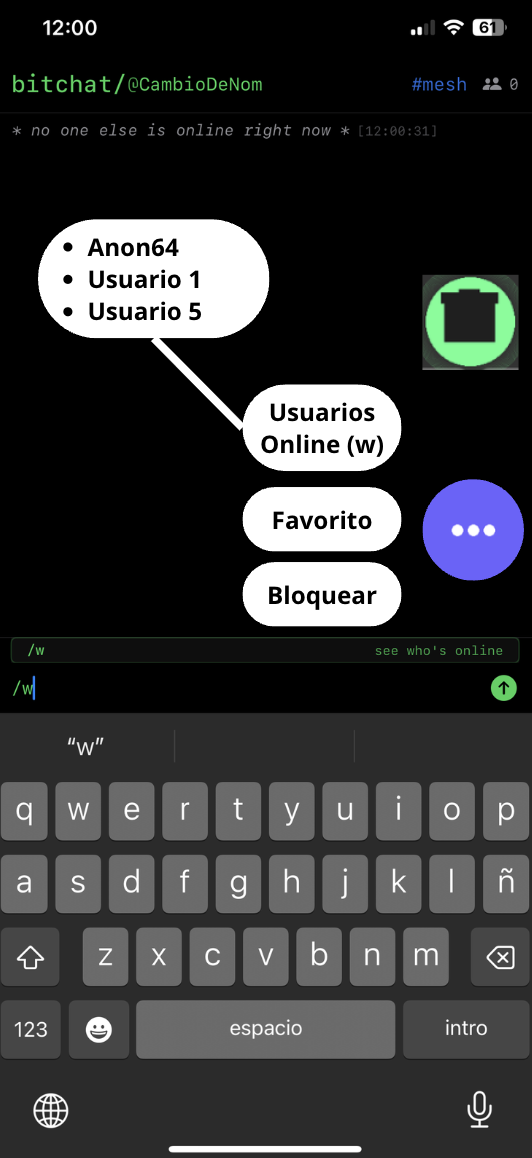 12:00 61
bitchat/@CambioDeNom #mesh 0
* no one else is online right now * [12:00:31]
• Anon64
• Usuario 1
• Usuario 5
Usuarios
Online (w)
Favorito
Bloquear
/w see who's online
/w
“w”
q w e r t y u i o p
a s d f g h j k l ñ
z x c v b n m
123 espacio intro